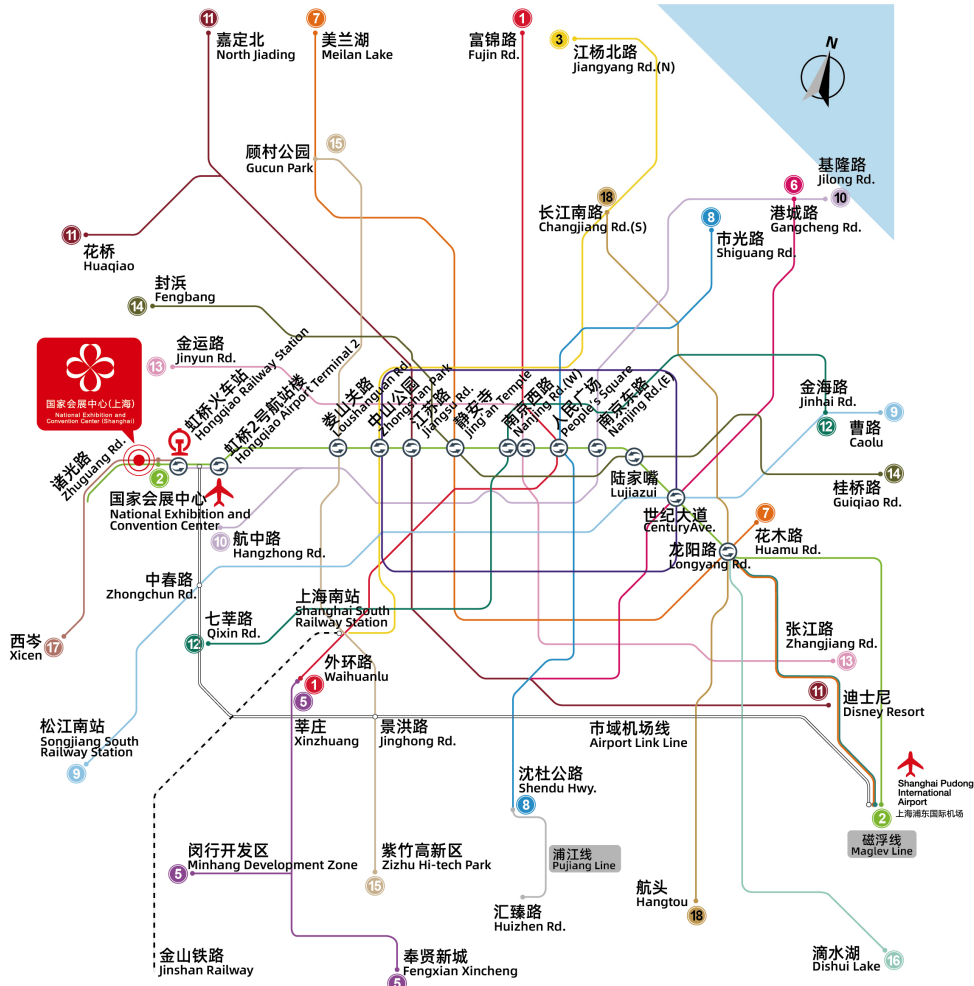 11
嘉定北
North Jiading
7
美兰湖
Meilan Lake
1
富锦路
Fujin Rd.
3
江杨北路
Jiangyang Rd.(N)
N
顾村公园
Gucun Park
15
18
长江南路
Changjiang Rd.(S)
基隆路
Jilong Rd.
6
10
港城路
Gangcheng Rd.
8
市光路
Shiguang Rd.
11
花桥
Huaqiao
封浜
Fengbang
14
金运路
Jinyun Rd.
13
国家会展中心(上海)
National Exhibition and
Convention Center (Shanghai)
诸光路
Zhuguang Rd.
虹桥火车站
Hongqiao Railway Station
虹桥2号航站楼
Hongqiao Airport Terminal 2
娄山关路
Loushanguan Rd.
中山公园
Zhongshan Park
江苏路
Jiangsu Rd.
静安寺
Jing'an Temple
南京西路
Nanjing Rd.(W)
人民广场
People's Square
南京东路
Nanjing Rd.(E)
金海路
Jinhai Rd.
12
9
曹路
Caolu
2
国家会展中心
National Exhibition and
Convention Center
陆家嘴
Lujiazui
14
桂桥路
Guiqiao Rd.
世纪大道
CenturyAve.
10
航中路
Hangzhong Rd.
7
花木路
Huamu Rd.
龙阳路
Longyang Rd.
中春路
Zhongchun Rd.
上海南站
Shanghai South
Railway Station
七莘路
Qixin Rd.
12
西岑
Xicen
17
张江路
Zhangjiang Rd.
13
外环路
Waihuanlu
1
5
11
迪士尼
Disney Resort
松江南站
Songjiang South
Railway Station
9
莘庄
Xinzhuang
景洪路
Jinghong Rd.
市域机场线
Airport Link Line
沈杜公路
Shendu Hwy.
8
Shanghai Pudong
International
Airport
上海浦东国际机场
2
磁浮线
Maglev Line
闵行开发区
Minhang Development Zone
5
紫竹高新区
Zizhu Hi-tech Park
15
浦江线
Pujiang Line
汇臻路
Huizhen Rd.
航头
Hangtou
18
金山铁路
Jinshan Railway
奉贤新城
Fengxian Xincheng
5
滴水湖
Dishui Lake
16